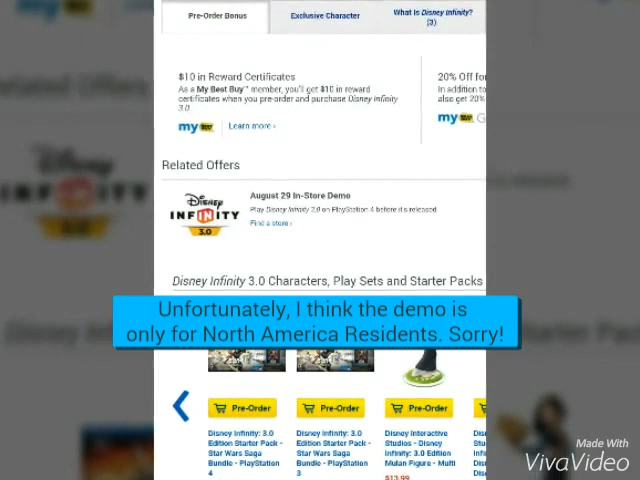 Pre-Order Bonus
Exclusive Character
What Is Disney Infinity?
(3)
$10 in Reward Certificates
As a My Best Buy™ member, you'll get $10 in reward
certificates when you pre-order and purchase Disney Infinity
3.0.
my
Learn more ›
20% Off for
In addition to
also get 20%
my G
Related Offers
Disney
INFINITY
3.0
August 29 In-Store Demo
Play Disney Infinity 3.0 on PlayStation 4 before it's released.
Find a store ›
Disney Infinity 3.0 Characters, Play Sets and Starter Packs
Unfortunately, I think the demo is
only for North America Residents. Sorry!
Pre-Order
Pre-Order
Pre-Order
Disney Infinity: 3.0
Edition Starter Pack -
Star Wars Saga
Bundle - PlayStation
4
Disney Infinity: 3.0
Edition Starter Pack -
Star Wars Saga
Bundle - PlayStation
3
Disney Interactive
Studios - Disney
Infinity: 3.0 Edition
Mulan Figure - Multi
$13.99
Made With
VivaVideo